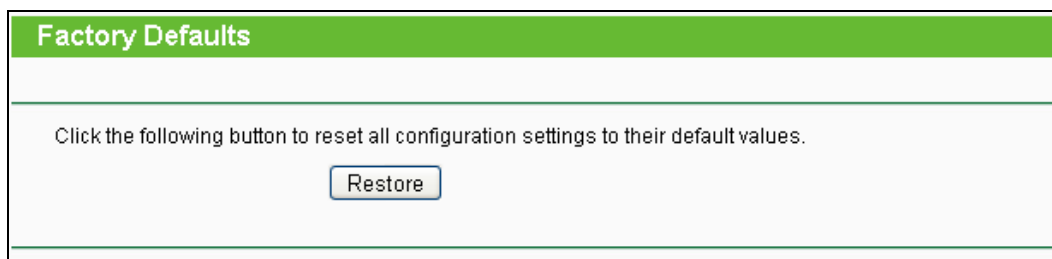 Factory Defaults
Click the following button to reset all configuration settings to their default values.
Restore